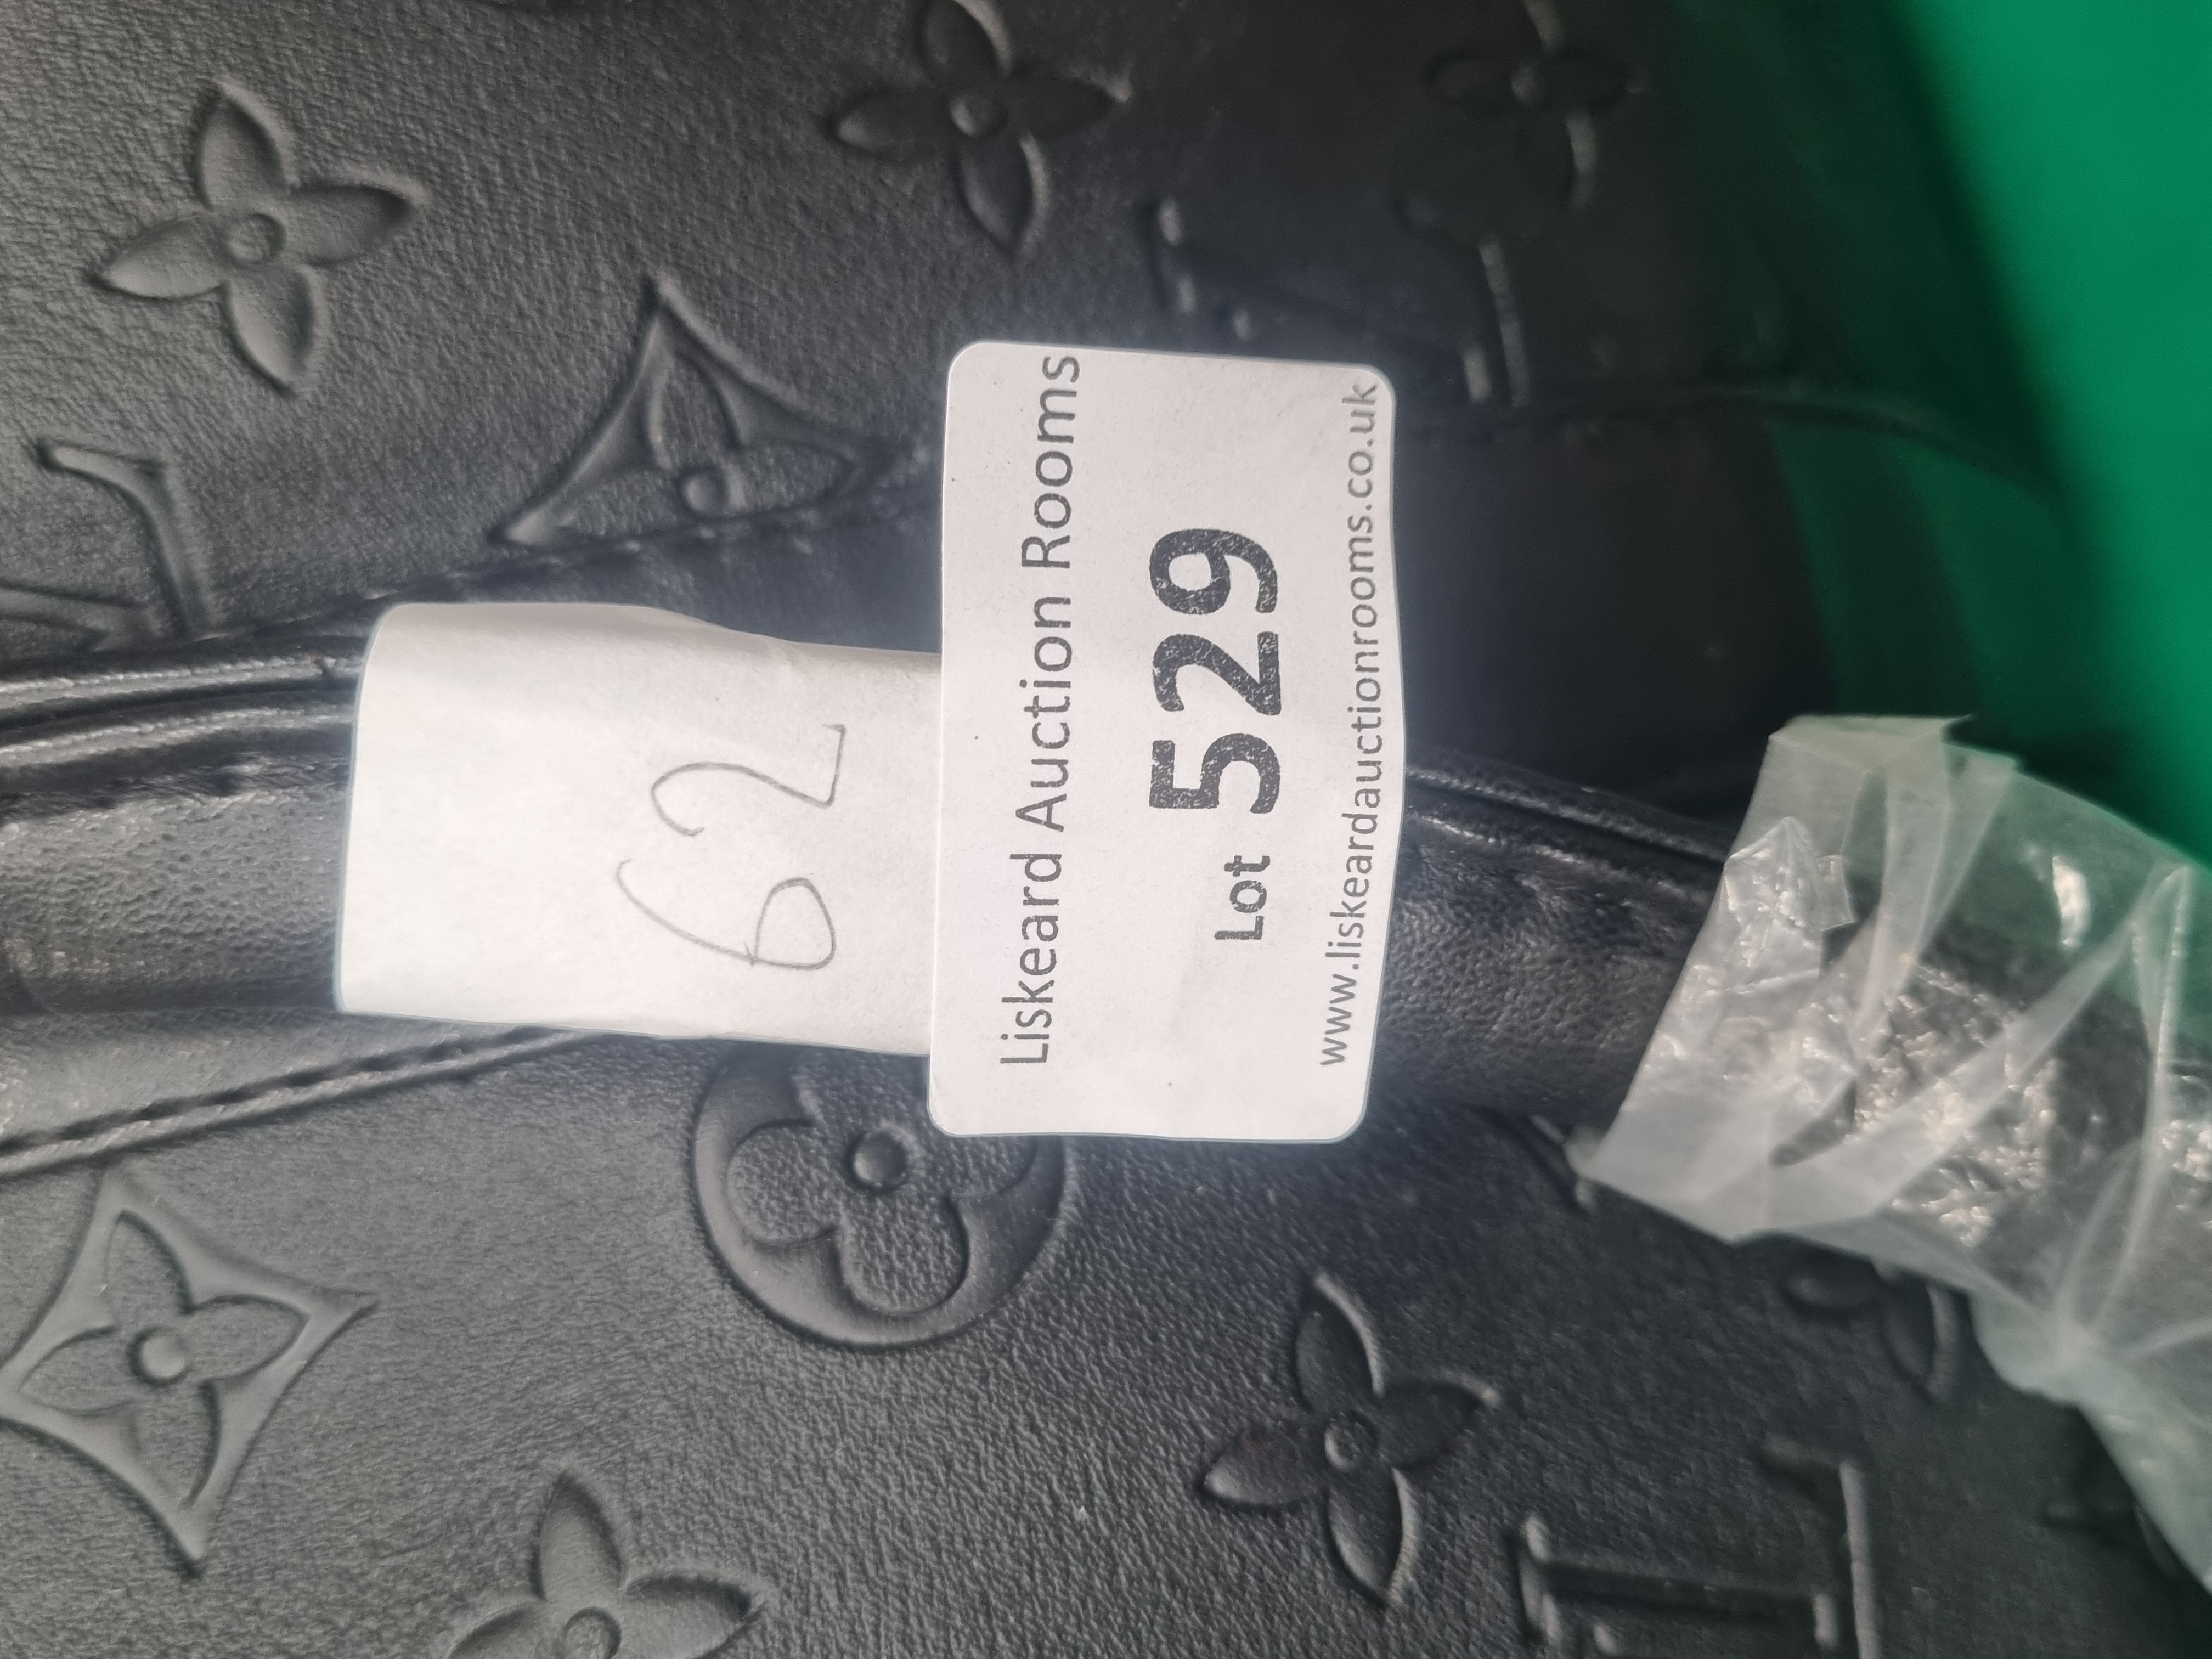 62
Liskeard Auction Rooms
Lot 529
www.liskeardauctionrooms.co.uk